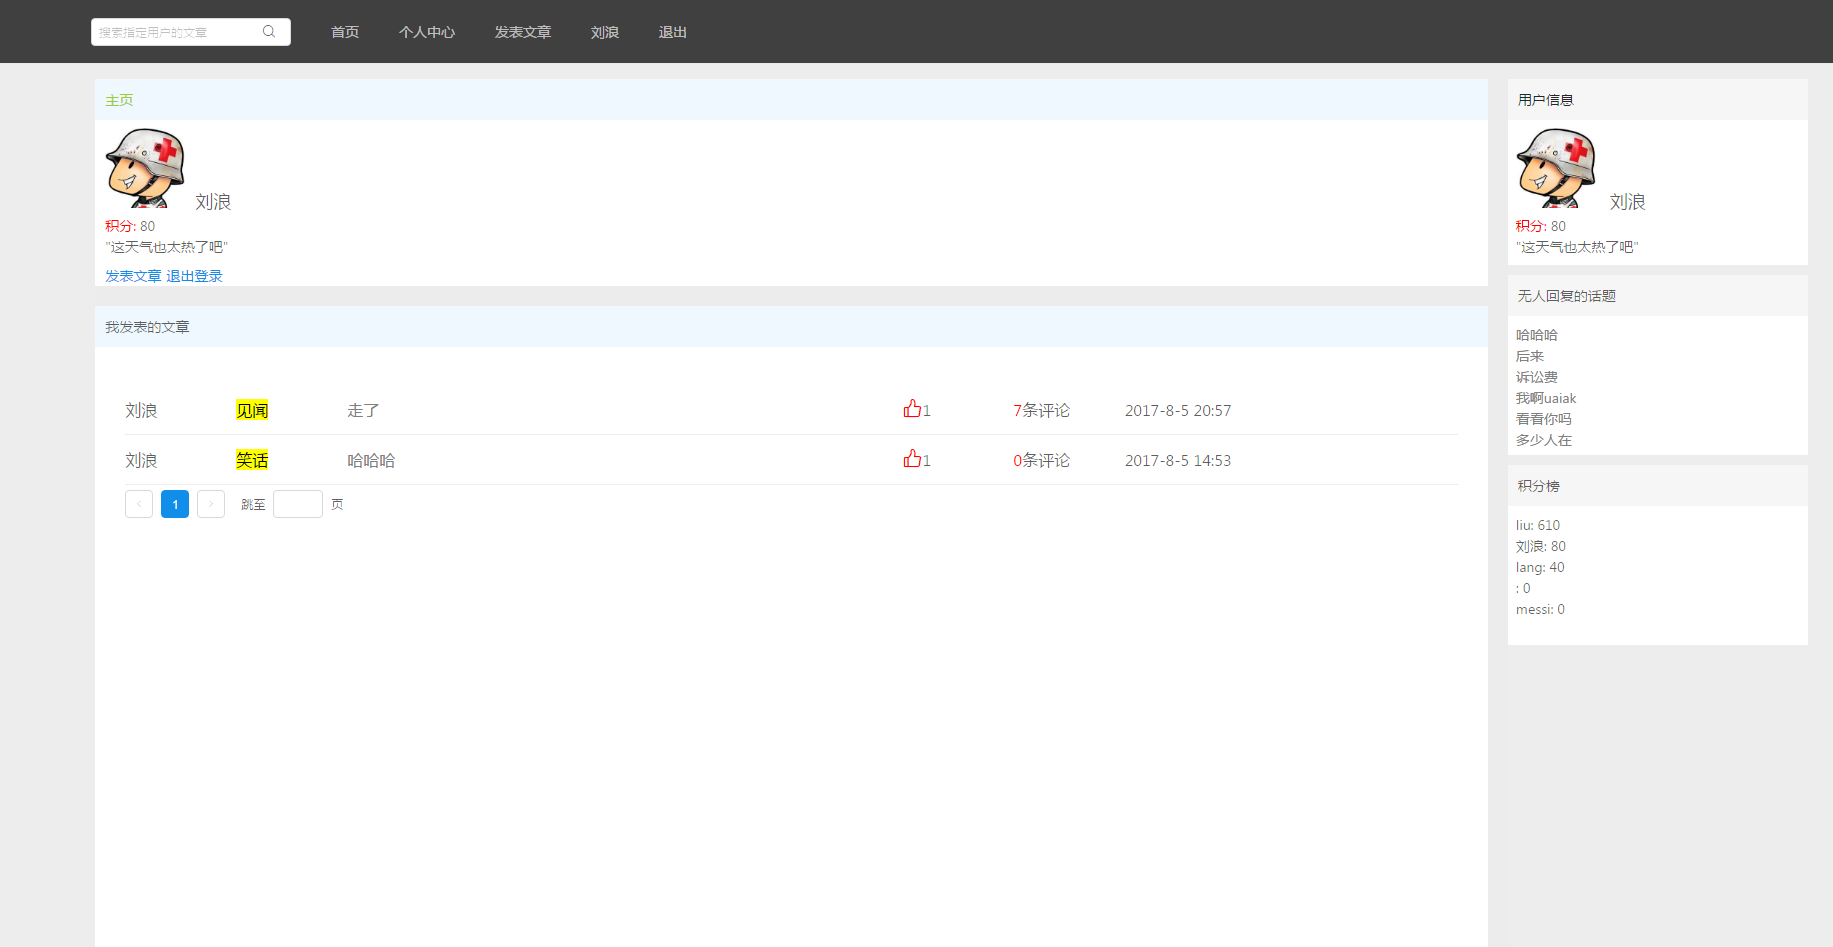 搜索指定用户的文章 首页 个人中心 发表文章 刘浪 退出
主页
刘浪
积分: 80
"这天气也太热了吧"
发表文章 退出登录
我发表的文章
刘浪 见闻 走了 1 7条评论 2017-8-5 20:57
刘浪 笑话 哈哈哈 1 0条评论 2017-8-5 14:53
< 1 > 跳至 页
用户信息
刘浪
积分: 80
"这天气也太热了吧"
无人回复的话题
哈哈哈
后来
诉讼费
我啊uaiak
看看你吗
多少人在
积分榜
liu: 610
刘浪: 80
lang: 40
: 0
messi: 0